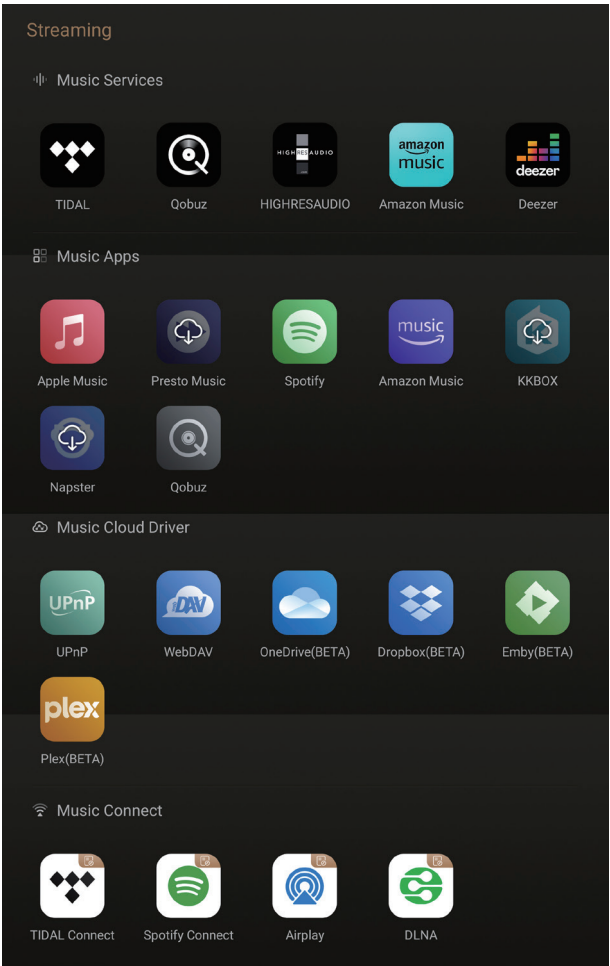 Streaming
Music Services
HIGHRESAUDIO
amazon
music
deezer
TIDAL
Qobuz
HIGHRESAUDIO
Amazon Music
Deezer
Music Apps
music
Apple Music
Presto Music
Spotify
Amazon Music
KKBOX
Napster
Qobuz
Music Cloud Driver
UPnP
DAV
UPnP
WebDAV
OneDrive(BETA)
Dropbox(BETA)
Emby(BETA)
plex
Plex(BETA)
Music Connect
TIDAL Connect
Spotify Connect
Airplay
DLNA